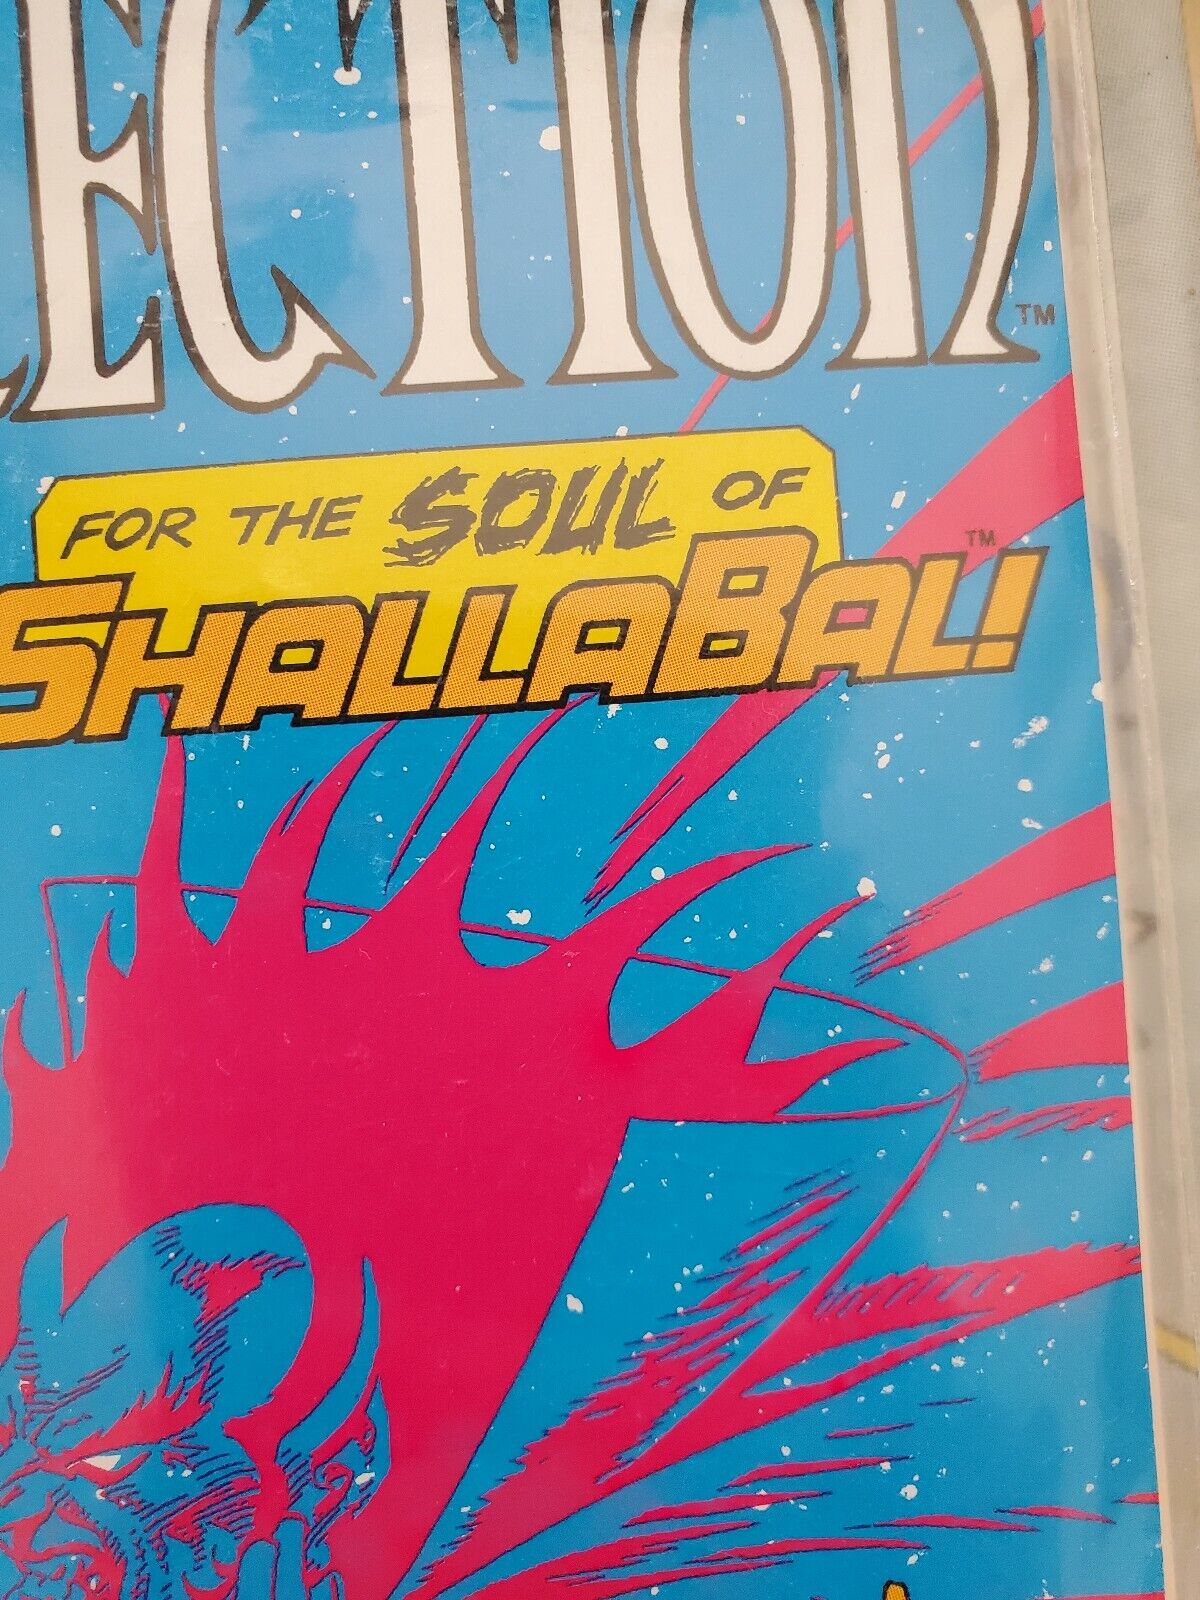 ECTION™
FOR THE SOUL OF
SHALLABAL!™